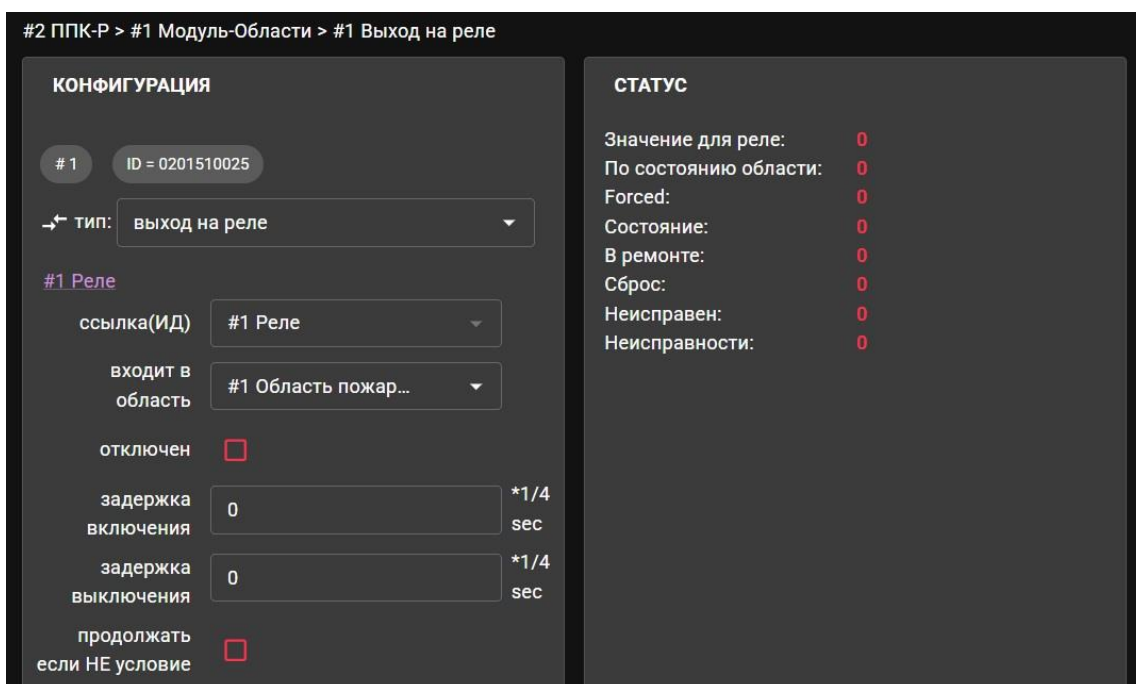 #2 ППК-Р > #1 Модуль-Области > #1 Выход на реле
КОНФИГУРАЦИЯ
# 1
ID = 0201510025
тип:
выход на реле
#1 Реле
ссылка(ИД)
#1 Реле
входит в
область
#1 Область пожар...
отключен
задержка
включения
0
*1/4
sec
задержка
выключения
0
*1/4
sec
продолжать
если НЕ условие
СТАТУС
Значение для реле: 0
По состоянию области: 0
Forced: 0
Состояние: 0
В ремонте: 0
Сброс: 0
Неисправен: 0
Неисправности: 0